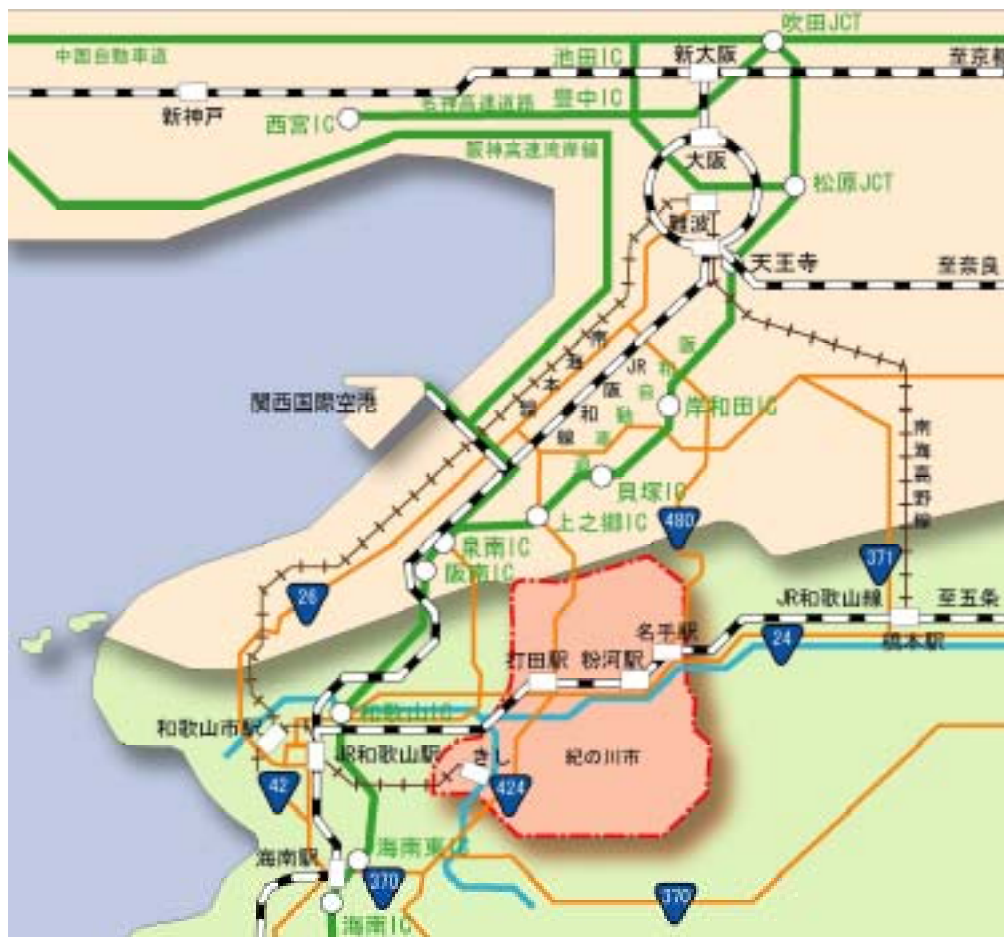 吹田JCT
中国自動車道
池田IC
新大阪
至京都
新神戸
名神高速道路
豊中IC
西宮IC
阪神高速湾岸線
大阪
松原JCT
難波
天王寺
至奈良
南海本線
JR阪和線
阪和自動車道
関西国際空港
岸和田IC
南海高野線
貝塚IC
上之郷IC
480
泉南IC
阪南IC
371
26
JR和歌山線
至五条
名手駅
24
橋本駅
打田駅
粉河駅
和歌山IC
和歌山市駅
JR和歌山駅
きし
紀の川市
42
424
海南東IC
海南駅
370
370
海南IC